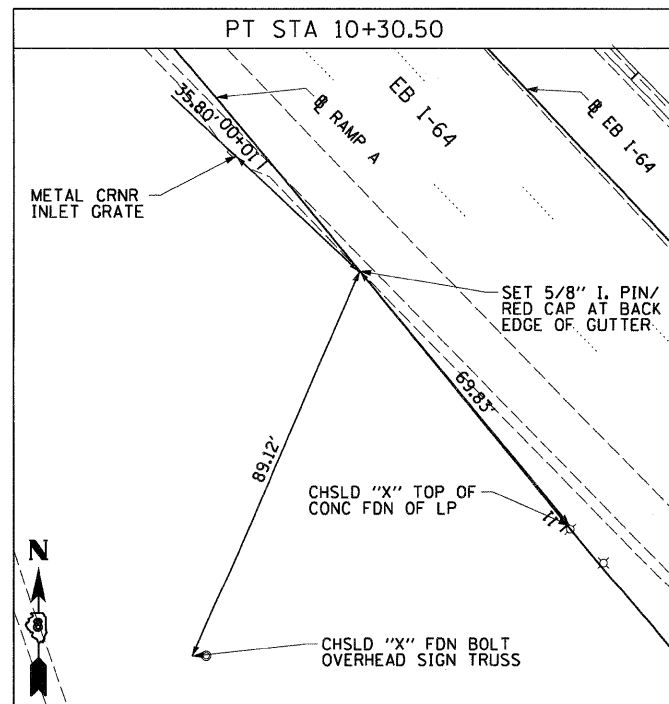 PT STA 10+30.50
EB I-64
℄ RAMP A
℄ EB I-64
35.80'
10+00
METAL CRNR
INLET GRATE
SET 5/8" I. PIN/
RED CAP AT BACK
EDGE OF GUTTER
69.83'
89.12'
CHSLD "X" TOP OF
CONC FDN OF LP
N
8
CHSLD "X" FDN BOLT
OVERHEAD SIGN TRUSS